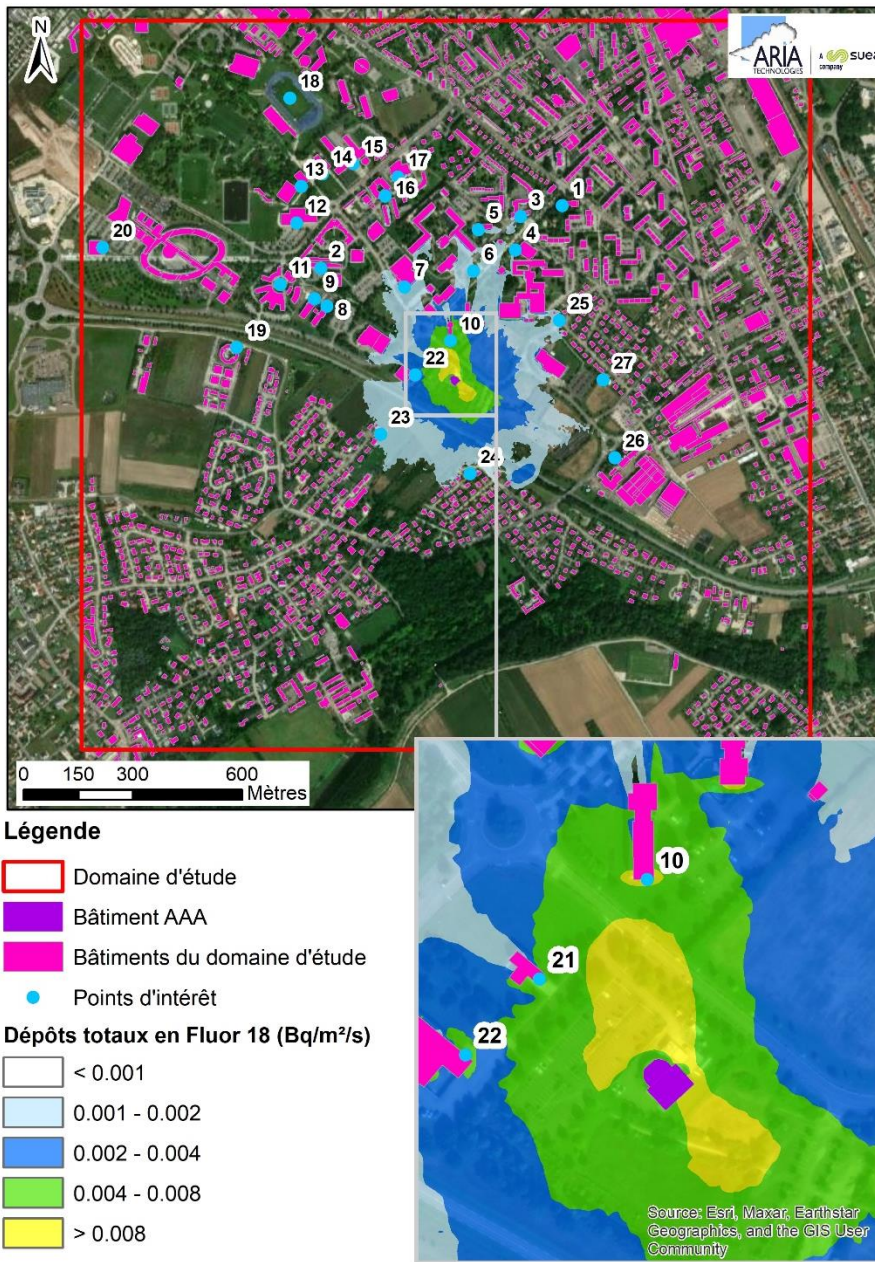 N
ARIA
TECHNOLOGIES
A suez
company
18
15
14
17
13
16
1
3
12
5
4
20
2
6
11
7
9
8
25
10
19
22
27
23
26
24
0 150 300 600
Mètres
Légende
Domaine d'étude
Bâtiment AAA
Bâtiments du domaine d'étude
Points d'intérêt
Dépôts totaux en Fluor 18 (Bq/m²/s)
< 0.001
0.001 - 0.002
0.002 - 0.004
0.004 - 0.008
> 0.008
10
21
22
Source: Esri, Maxar, Earthstar
Geographics, and the GIS User
Community